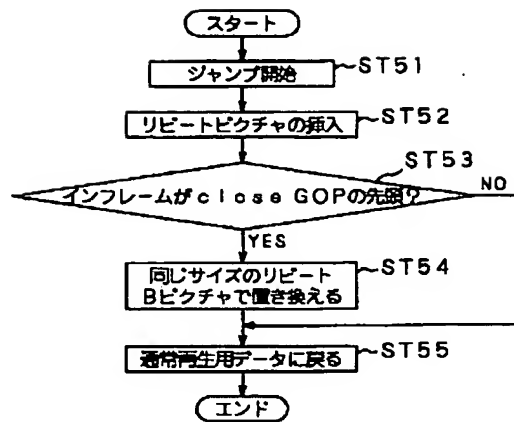 スタート
ジャンプ開始
ST51
リピートピクチャの挿入
ST52
ST53
インフレームがclose GOPの先頭?
NO
YES
同じサイズのリピート
Bピクチャで置き換える
ST54
通常再生用データに戻る
ST55
エンド